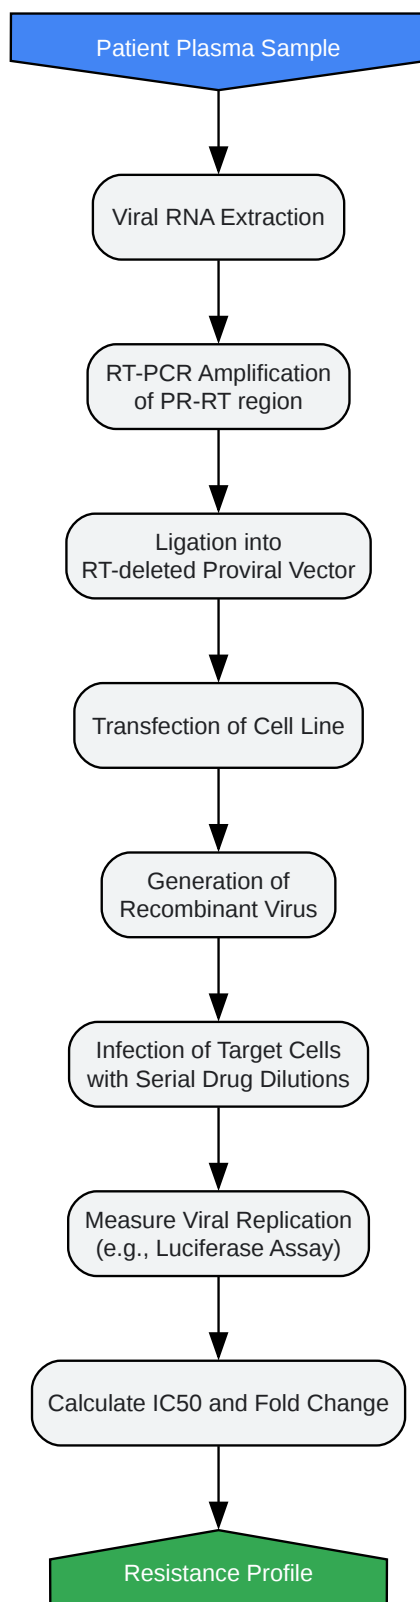 Patient Plasma Sample
Viral RNA Extraction
RT-PCR Amplification
of PR-RT region
Ligation into
RT-deleted Proviral Vector
Transfection of Cell Line
Generation of
Recombinant Virus
Infection of Target Cells
with Serial Drug Dilutions
Measure Viral Replication
(e.g., Luciferase Assay)
Calculate IC50 and Fold Change
Resistance Profile